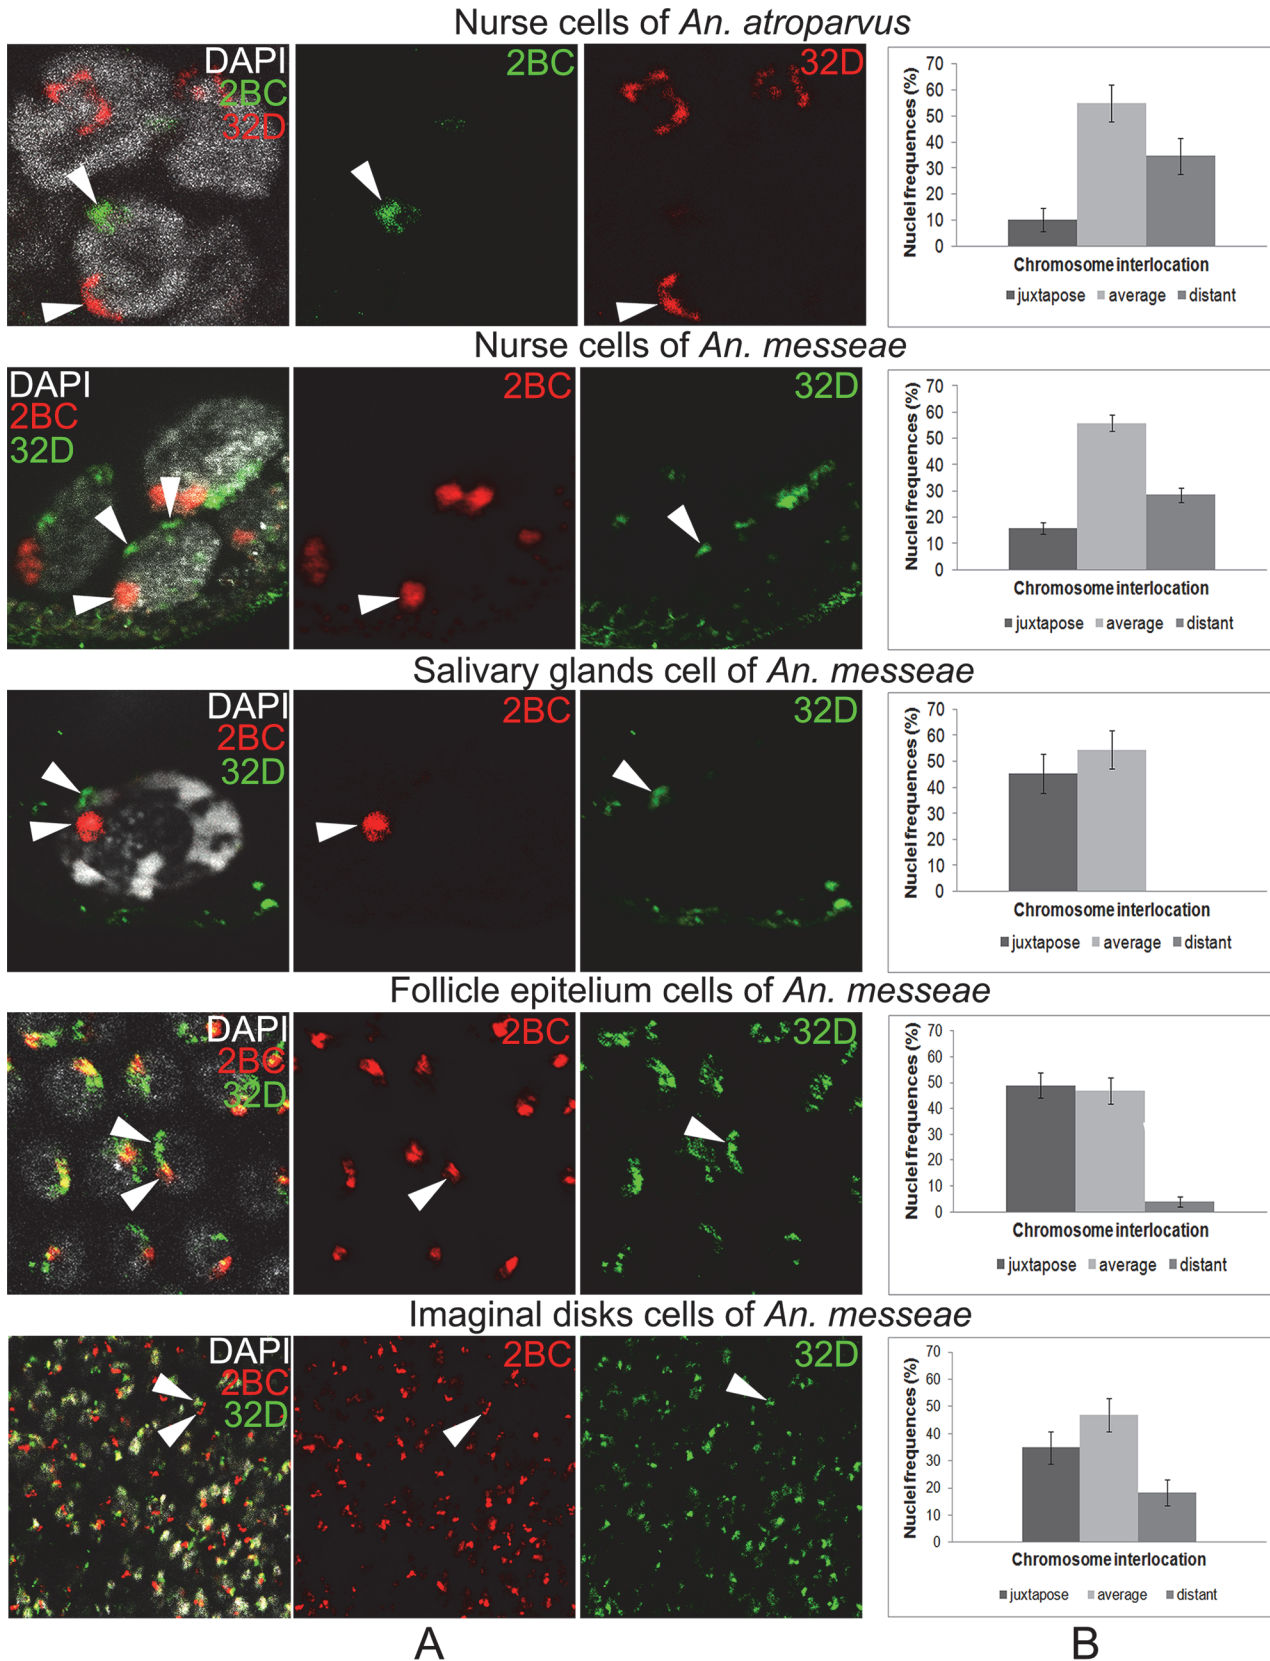 Nurse cells of An. atroparvus
DAPI
2BC
32D
2BC
32D
Nuclei frequences (%)
70
60
50
40
30
20
10
0
Chromosome interlocation
juxtapose average distant
Nurse cells of An. messeae
DAPI
2BC
32D
2BC
32D
Nuclei frequences (%)
70
60
50
40
30
20
10
0
Chromosome interlocation
juxtapose average distant
Salivary glands cell of An. messeae
DAPI
2BC
32D
2BC
32D
Nuclei frequences (%)
70
60
50
40
30
20
10
0
Chromosome interlocation
juxtapose average distant
Follicle epitelium cells of An. messeae
DAPI
2BC
32D
2BC
32D
Nuclei frequences (%)
70
60
50
40
30
20
10
0
Chromosome interlocation
juxtapose average distant
Imaginal disks cells of An. messeae
DAPI
2BC
32D
2BC
32D
Nuclei frequences (%)
70
60
50
40
30
20
10
0
Chromosome interlocation
juxtapose average distant
A
B